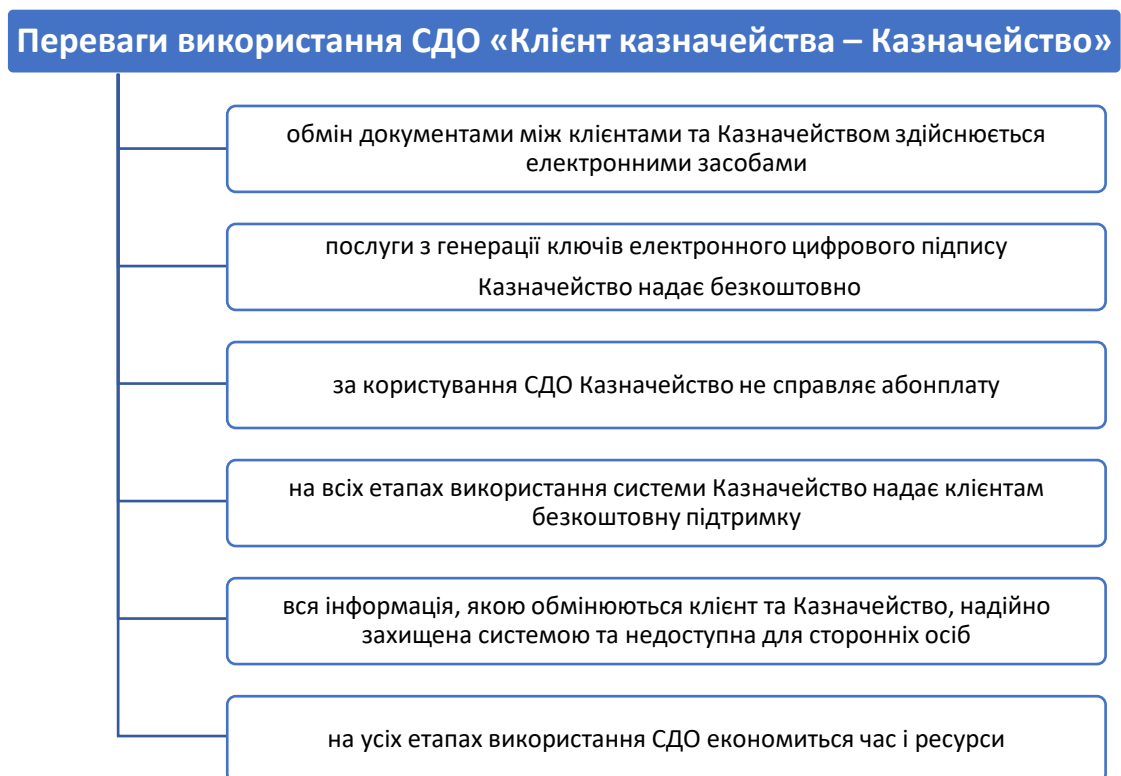 Переваги використання СДО «Клієнт казначейства – Казначейство»
обмін документами між клієнтами та Казначейством здійснюється
електронними засобами
послуги з генерації ключів електронного цифрового підпису
Казначейство надає безкоштовно
за користування СДО Казначейство не справляє абонплату
на всіх етапах використання системи Казначейство надає клієнтам
безкоштовну підтримку
вся інформація, якою обмінюються клієнт та Казначейство, надійно
захищена системою та недоступна для сторонніх осіб
на усіх етапах використання СДО економиться час і ресурси